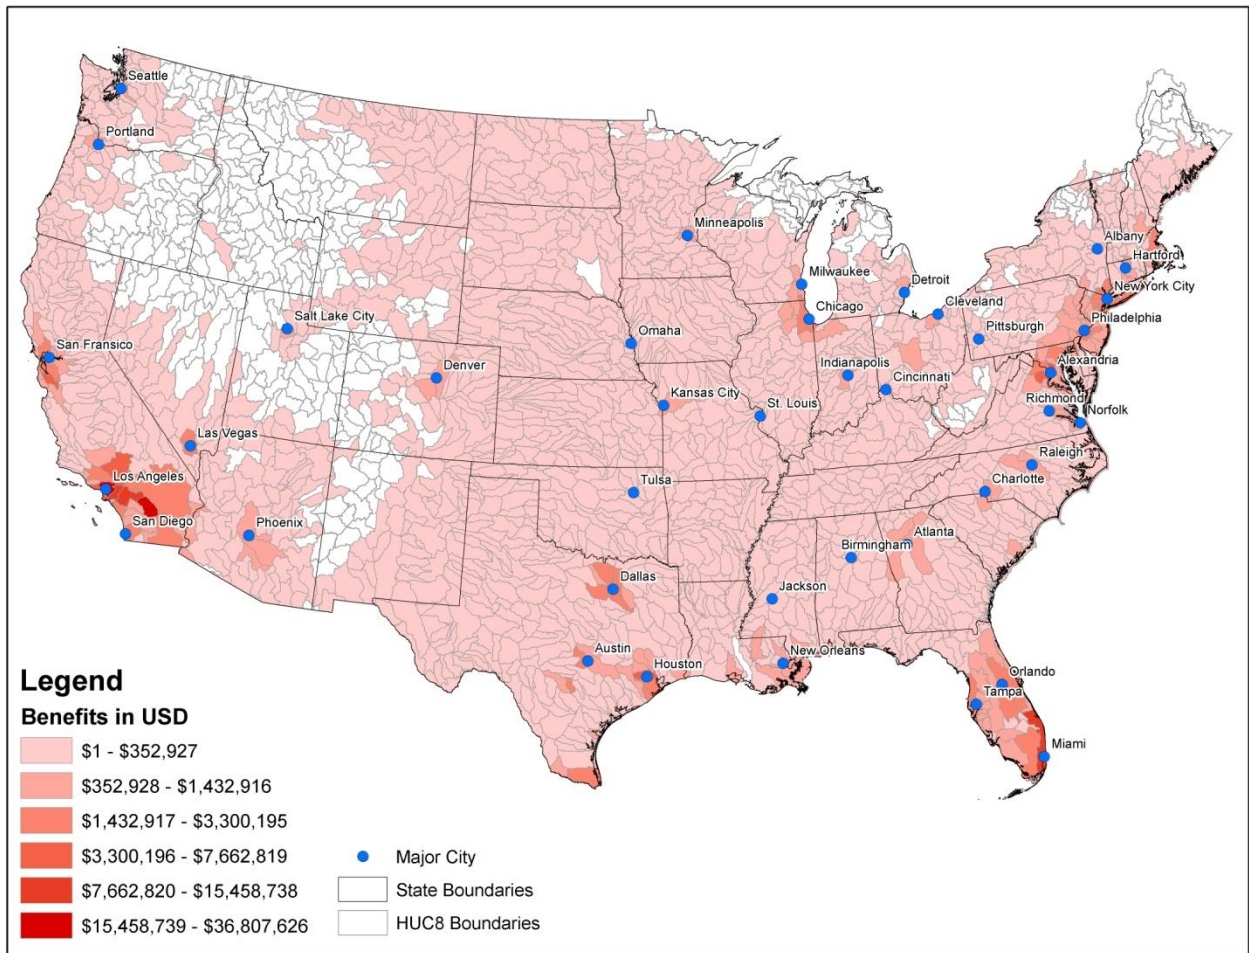 Seattle
Portland
Minneapolis
Albany
Hartford
Milwaukee
Detroit
New York City
Chicago
Cleveland
Salt Lake City
Philadelphia
Pittsburgh
Omaha
San Fransico
Alexandria
Denver
Indianapolis
Cincinnati
Kansas City
Richmond
Norfolk
St. Louis
Las Vegas
Raleigh
Los Angeles
Tulsa
Charlotte
San Diego
Phoenix
Atlanta
Birmingham
Dallas
Jackson
Austin
Houston
New Orleans
Orlando
Tampa
Miami
Legend
Benefits in USD
$1 - $352,927
$352,928 - $1,432,916
$1,432,917 - $3,300,195
$3,300,196 - $7,662,819
$7,662,820 - $15,458,738
$15,458,739 - $36,807,626
Major City
State Boundaries
HUC8 Boundaries